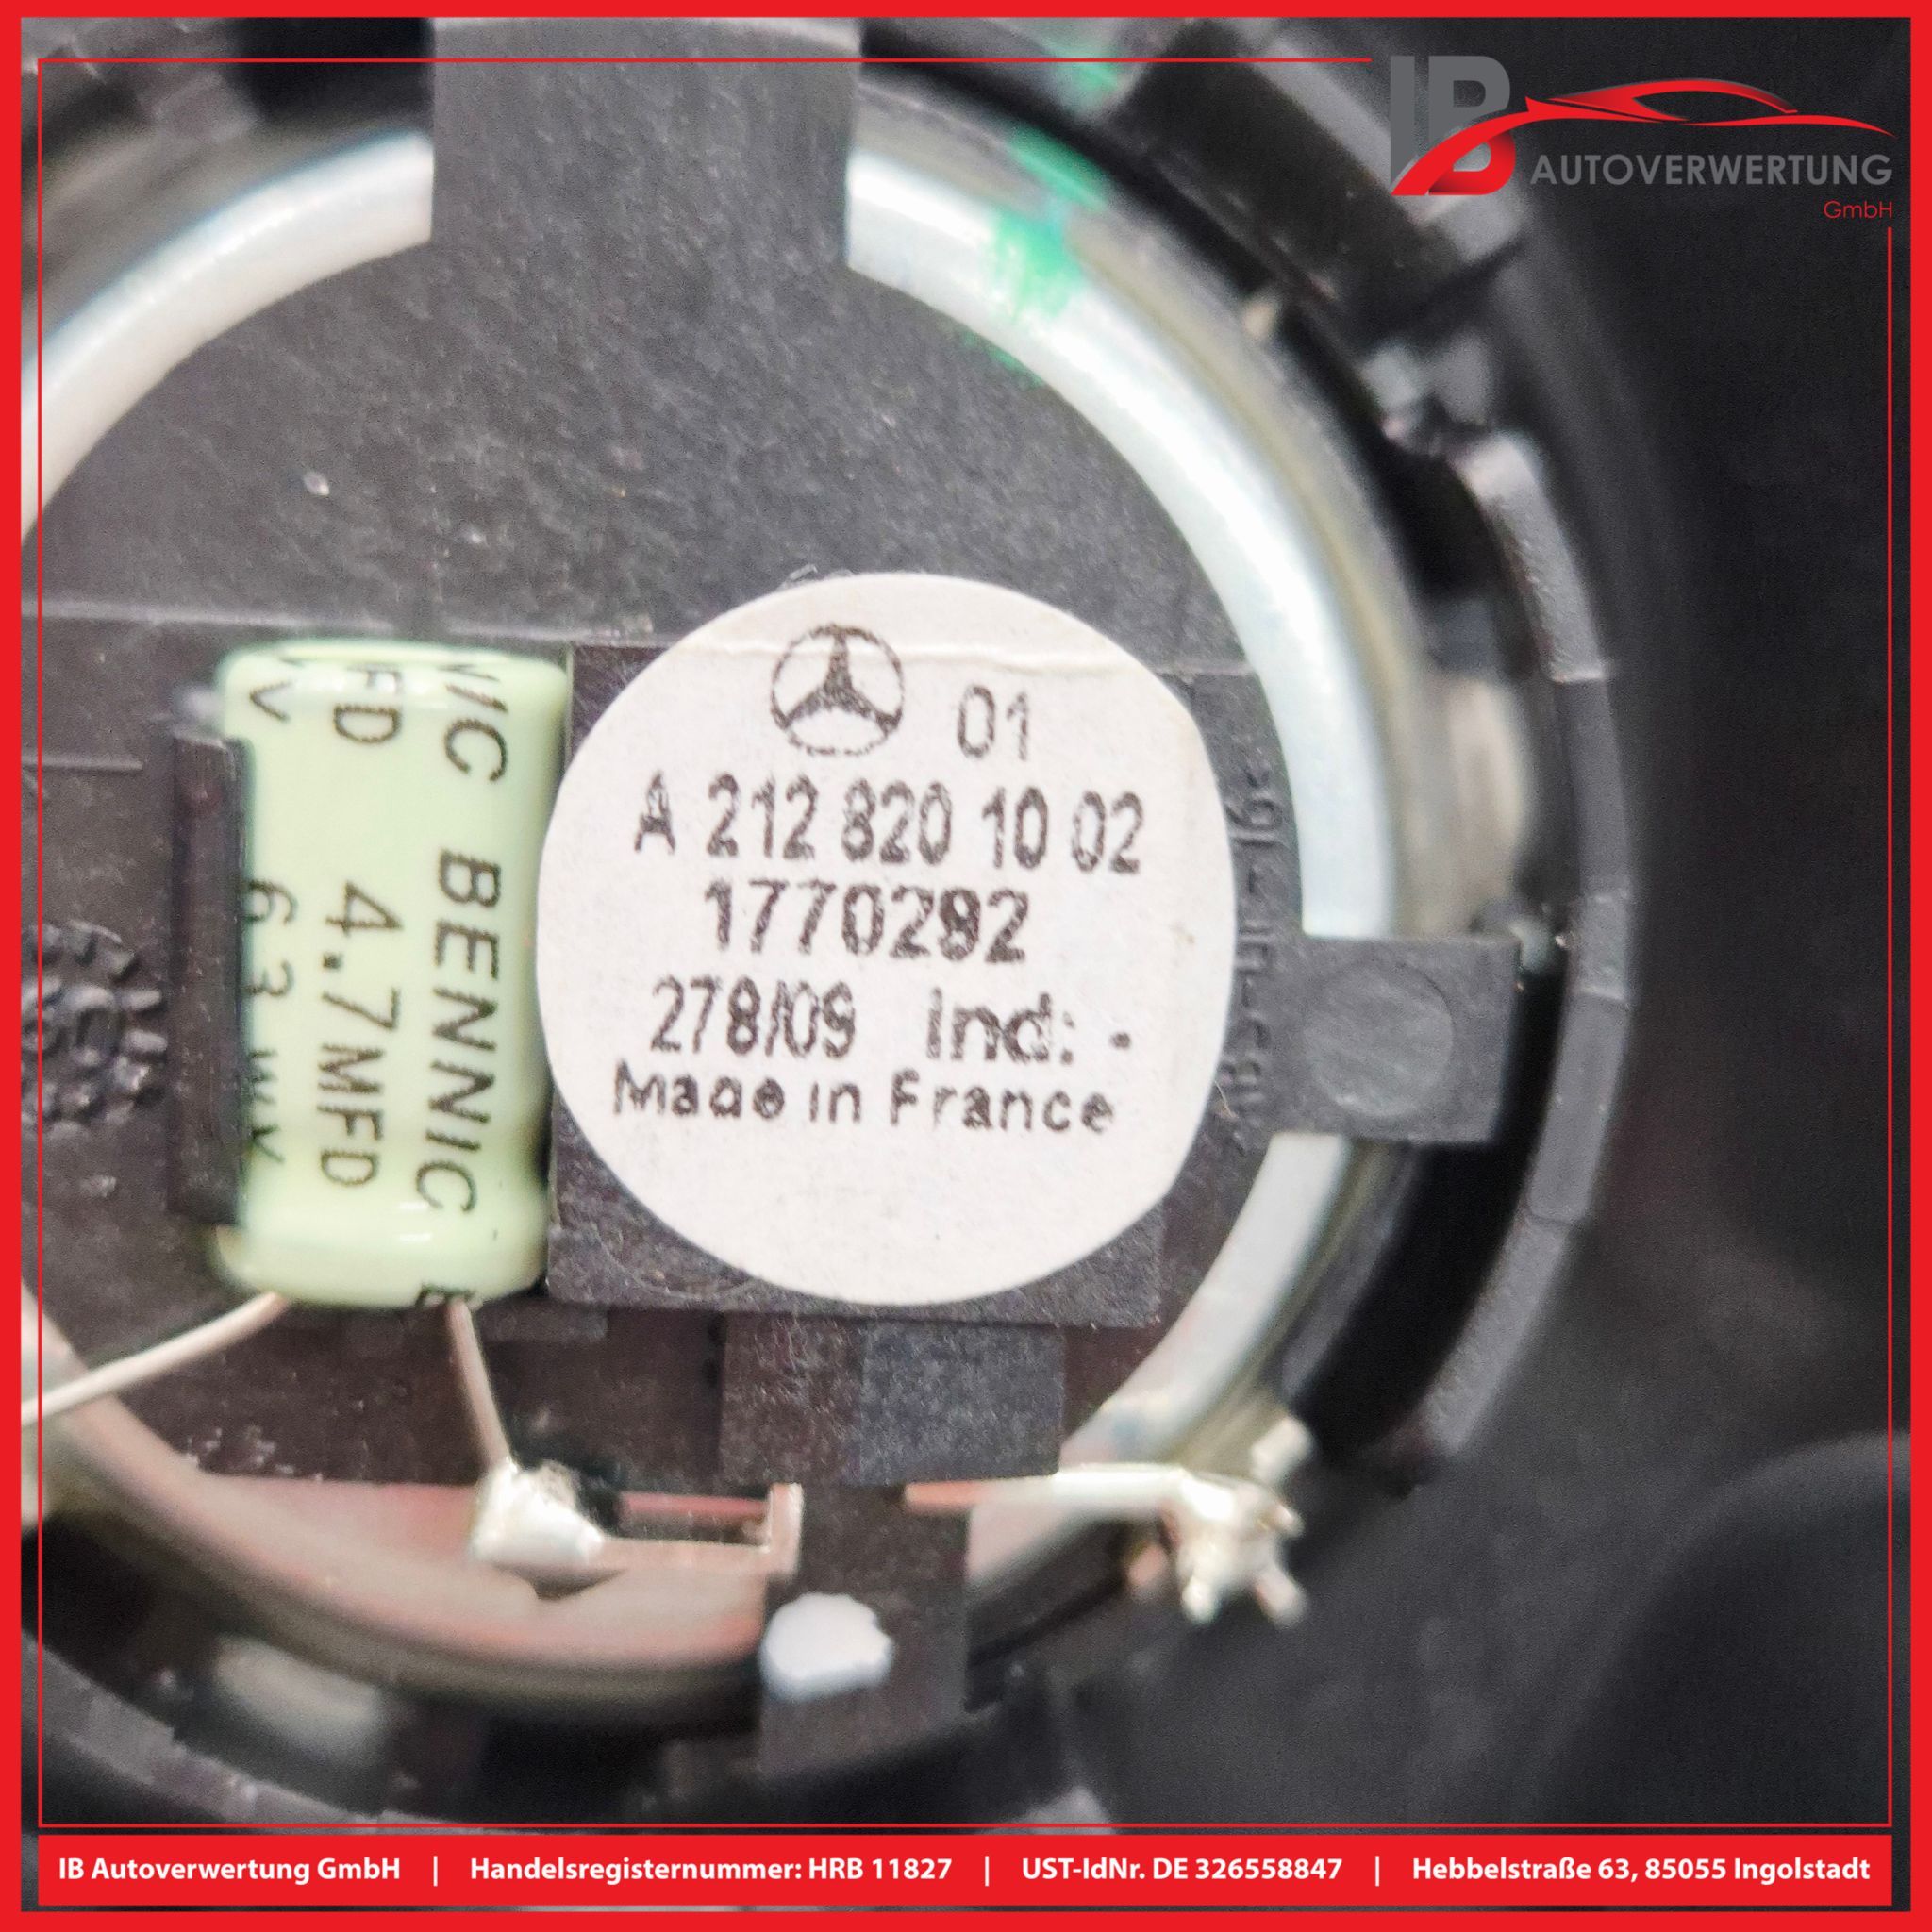 IB
AUTOVERWERTUNG
GmbH
01
A 212 820 10 02
1770292
278/09 Ind: -
Made in France
BENNIC
4.7MFD
63
IB Autoverwertung GmbH | Handelsregisternummer: HRB 11827 | UST-IdNr. DE 326558847 | Hebbelstraße 63, 85055 Ingolstadt